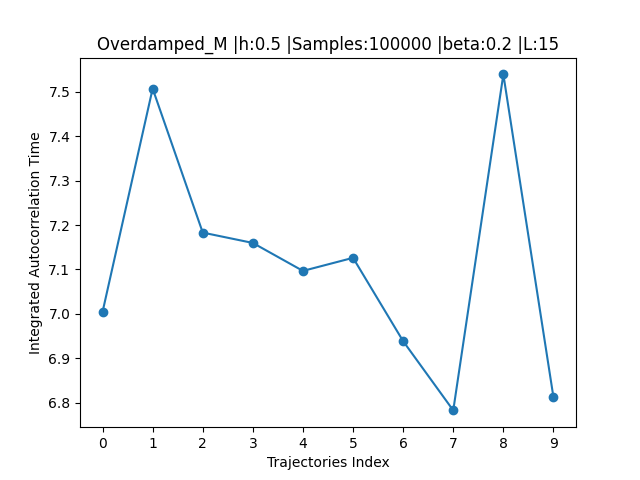 Overdamped_M |h:0.5 |Samples:100000 |beta:0.2 |L:15
Integrated Autocorrelation Time
7.5
7.4
7.3
7.2
7.1
7.0
6.9
6.8
0 1 2 3 4 5 6 7 8 9
Trajectories Index